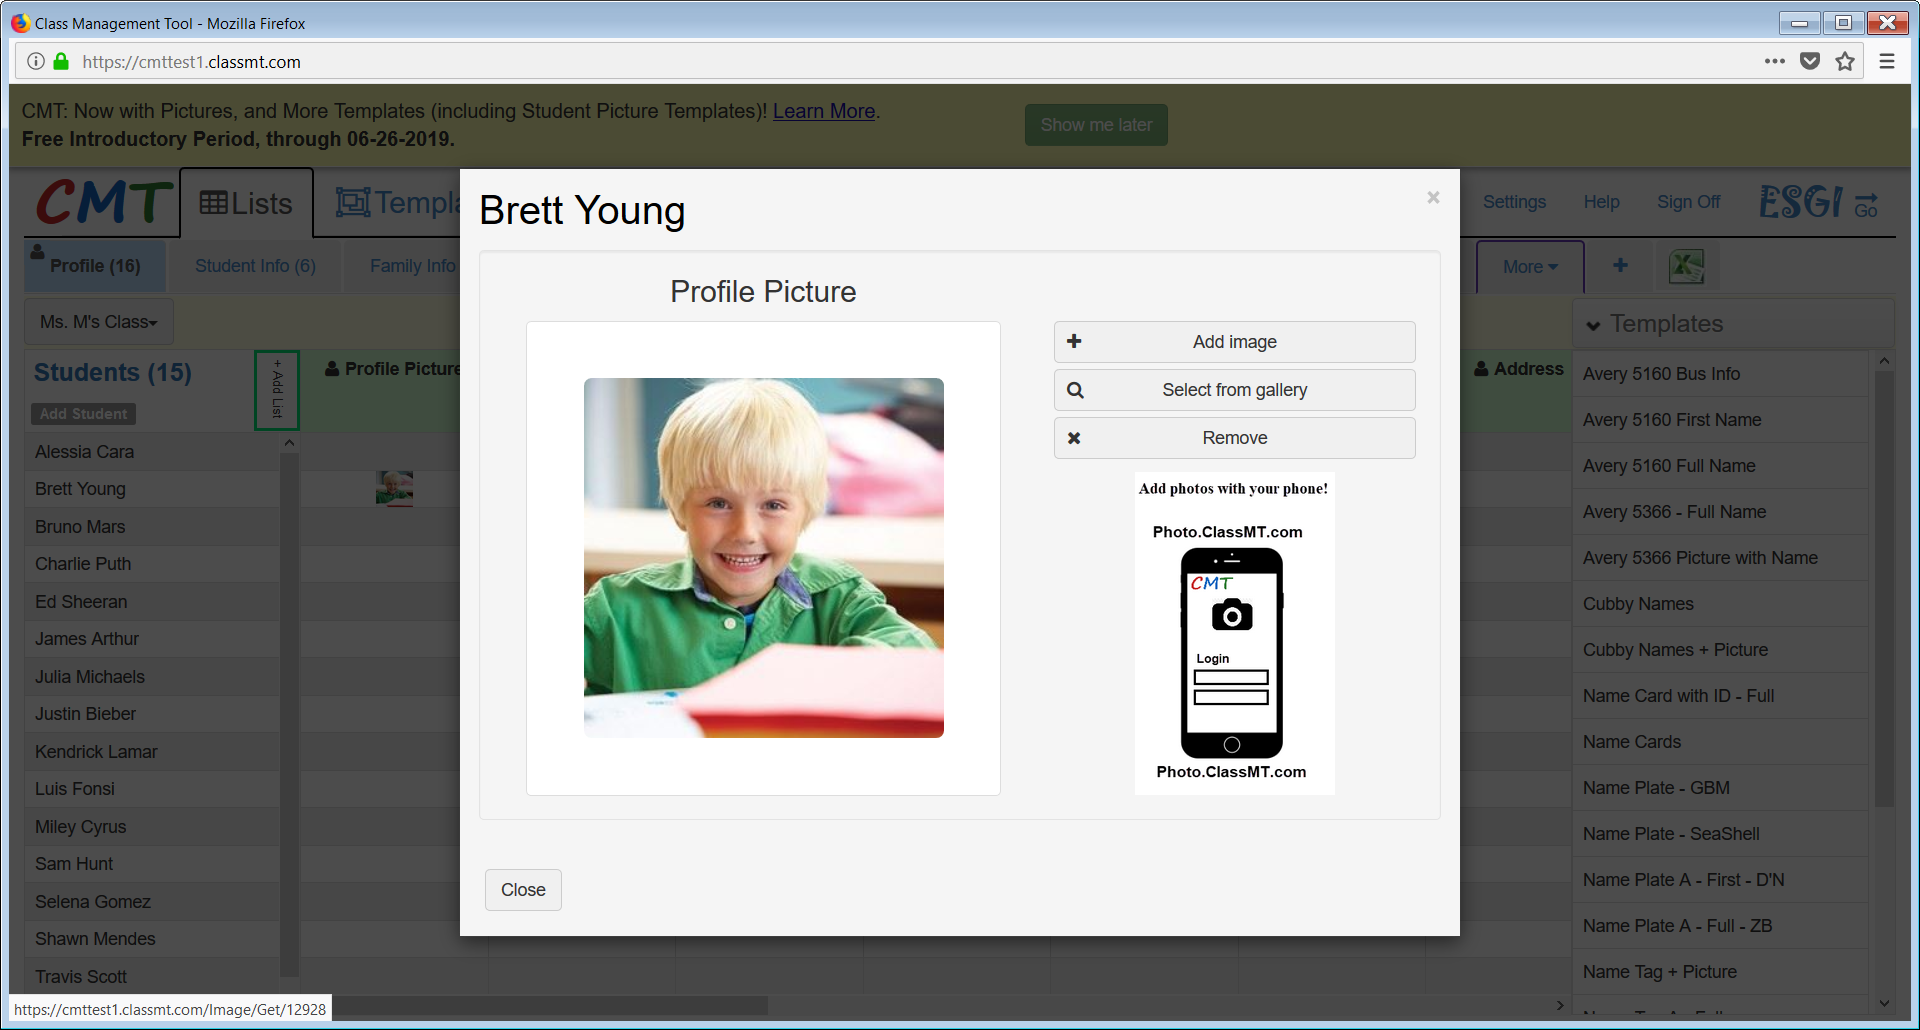 Class Management Tool - Mozilla Firefox
https://cmttest1.classmt.com
CMT: Now with Pictures, and More Templates (including Student Picture Templates)! Learn More.
Free Introductory Period, through 06-26-2019.
Show me later
CMT
Lists
Templa
Settings
Help
Sign Off
ESGI
Go
Profile (16)
Student Info (6)
Family Info
More
+
Ms. M's Class
Students (15)
Add Student
+ Add List
Profile Picture
Address
Alessia Cara
Brett Young
Bruno Mars
Charlie Puth
Ed Sheeran
James Arthur
Julia Michaels
Justin Bieber
Kendrick Lamar
Luis Fonsi
Miley Cyrus
Sam Hunt
Selena Gomez
Shawn Mendes
Travis Scott
Brett Young
×
Profile Picture
Add image
Select from gallery
Remove
Add photos with your phone!
Photo.ClassMT.com
CMT
Login
Photo.ClassMT.com
Close
Templates
Avery 5160 Bus Info
Avery 5160 First Name
Avery 5160 Full Name
Avery 5366 - Full Name
Avery 5366 Picture with Name
Cubby Names
Cubby Names + Picture
Name Card with ID - Full
Name Cards
Name Plate - GBM
Name Plate - SeaShell
Name Plate A - First - D'N
Name Plate A - Full - ZB
Name Tag + Picture
https://cmttest1.classmt.com/Image/Get/12928